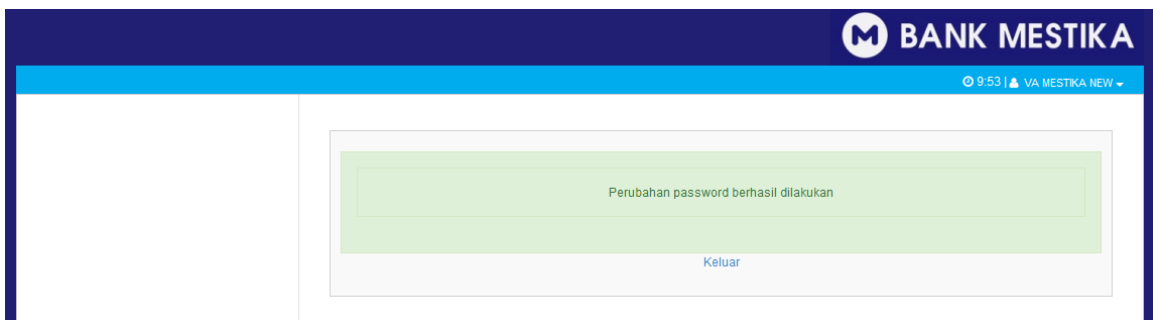 BANK MESTIKA
9:53 | VA MESTIKA NEW
Perubahan password berhasil dilakukan
Keluar